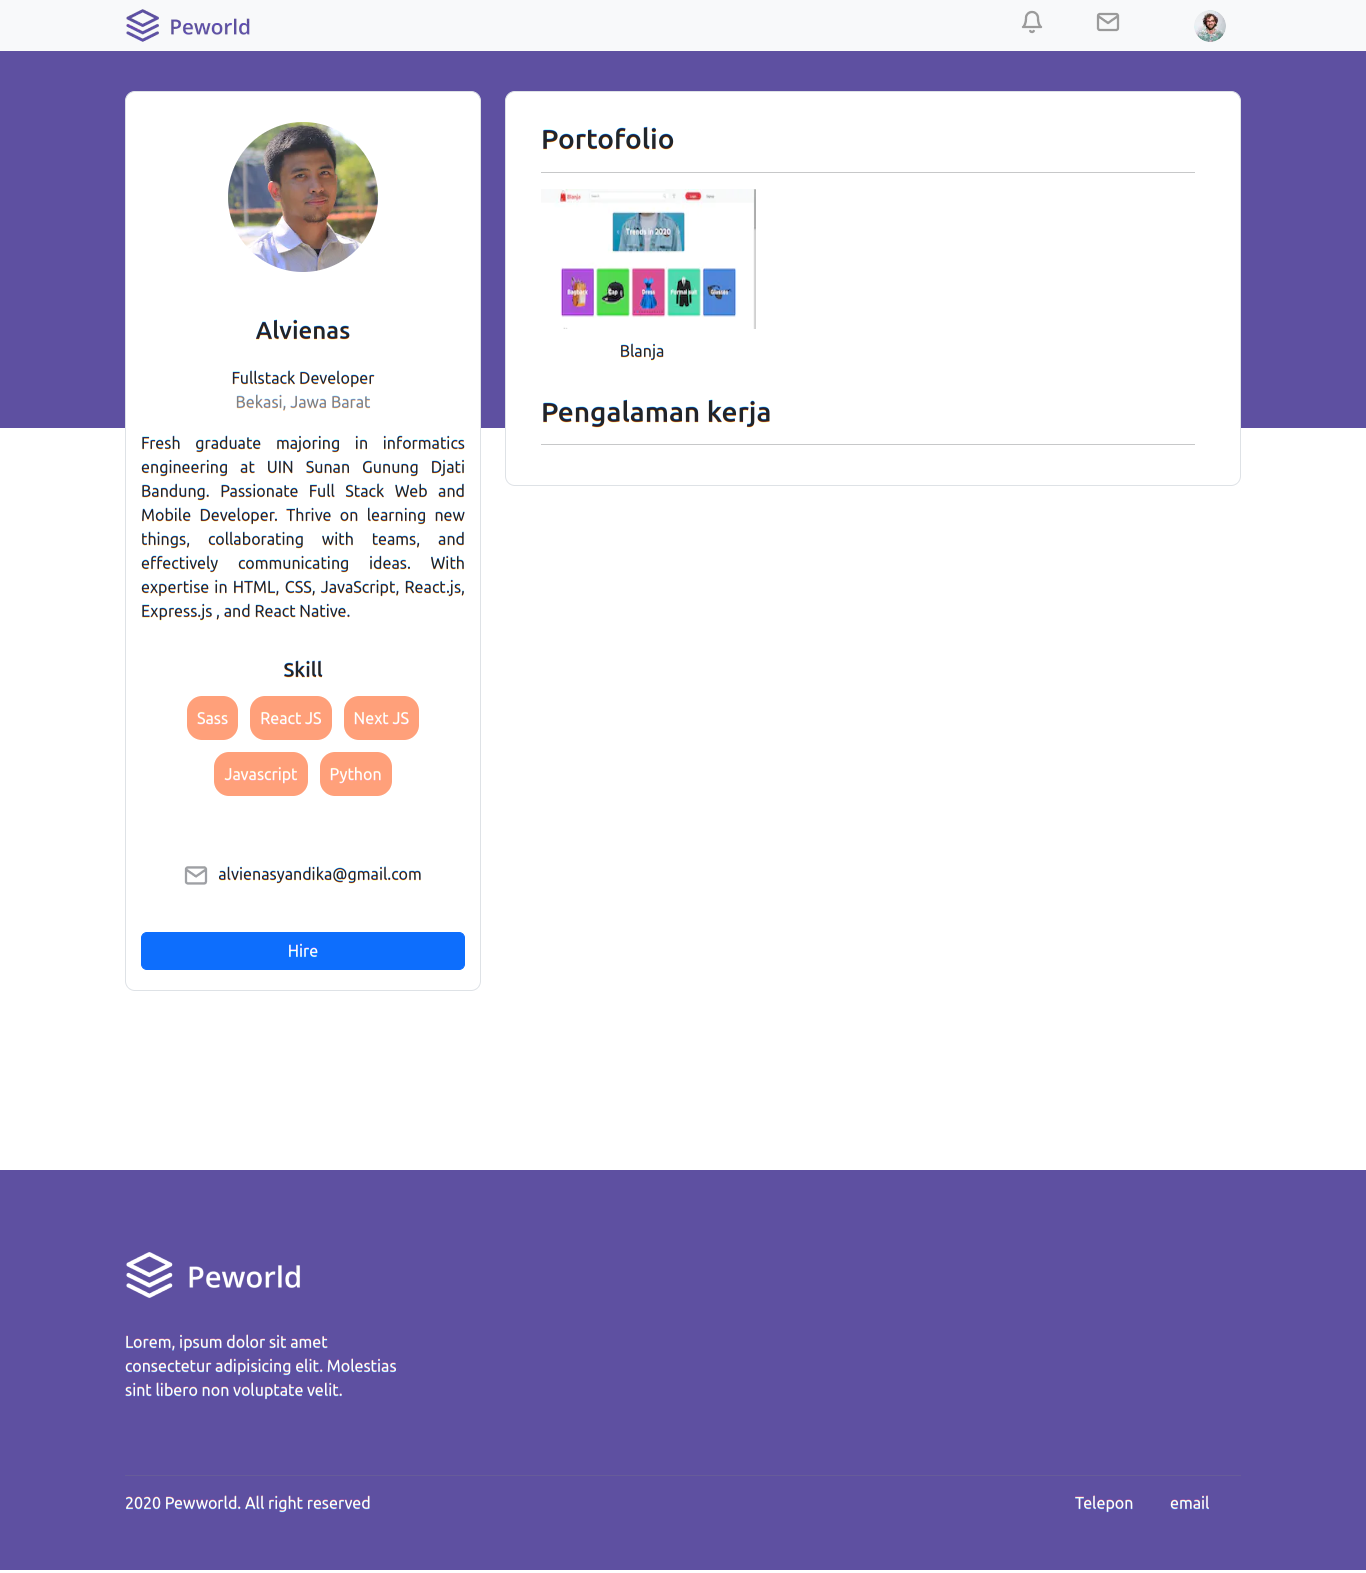 Peworld
Alvienas
Fullstack Developer
Bekasi, Jawa Barat
Fresh graduate majoring in informatics
engineering at UIN Sunan Gunung Djati
Bandung. Passionate Full Stack Web and
Mobile Developer. Thrive on learning new
things, collaborating with teams, and
effectively communicating ideas. With
expertise in HTML, CSS, JavaScript, React.js,
Express.js , and React Native.
Skill
Sass React JS Next JS
Javascript Python
alvienasyandika@gmail.com
Hire
Portofolio
Blanja
Trends in 2020
Cap Dress
Blanja
Pengalaman kerja
Peworld
Lorem, ipsum dolor sit amet
consectetur adipisicing elit. Molestias
sint libero non voluptate velit.
2020 Pewworld. All right reserved
Telepon email